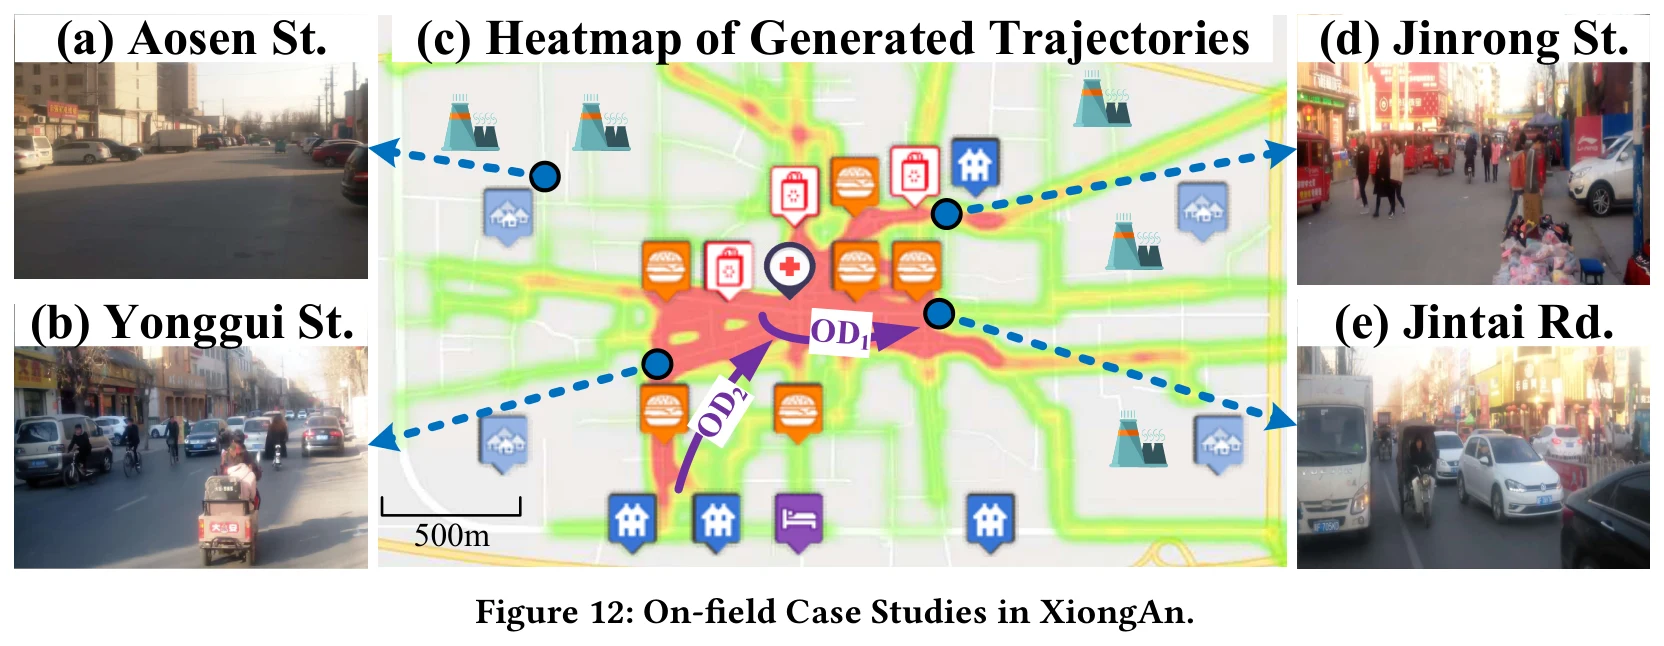 (a) Aosen St.
(c) Heatmap of Generated Trajectories
(d) Jinrong St.
(b) Yonggui St.
(e) Jintai Rd.
OD1
OD2
500m
Figure 12: On-field Case Studies in XiongAn.